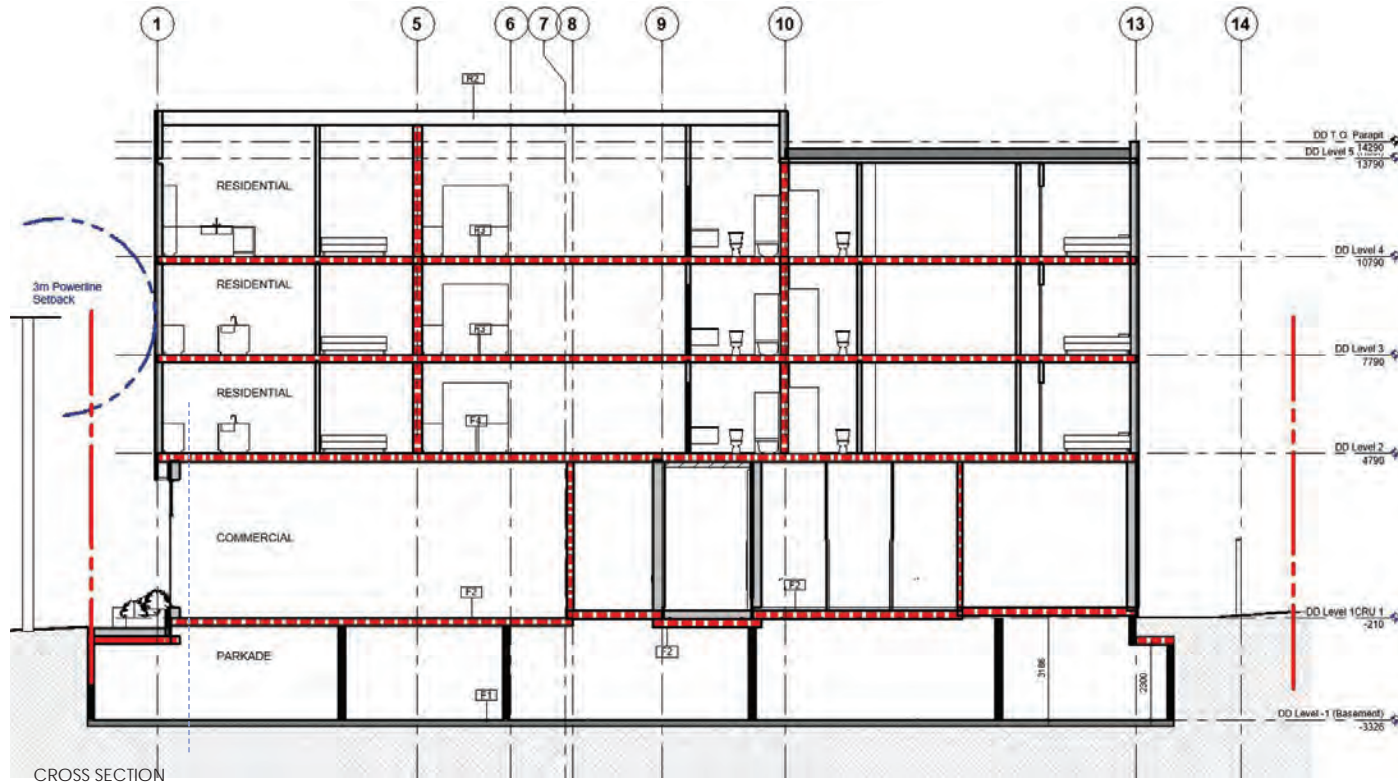 1 5 6 7 8 9 10 13 14
R2
DD T.O. Parapit
14290
DD Level 5
13790
RESIDENTIAL
R3
DD Level 4
10790
RESIDENTIAL
3m Powerline
Setback
R3
DD Level 3
7790
RESIDENTIAL
F4
DD Level 2
4790
COMMERCIAL
F2
F2
DD Level 1CRU 1
-210
PARKADE
F2
3186
2300
F1
DD Level -1 (Basement)
-3326
CROSS SECTION